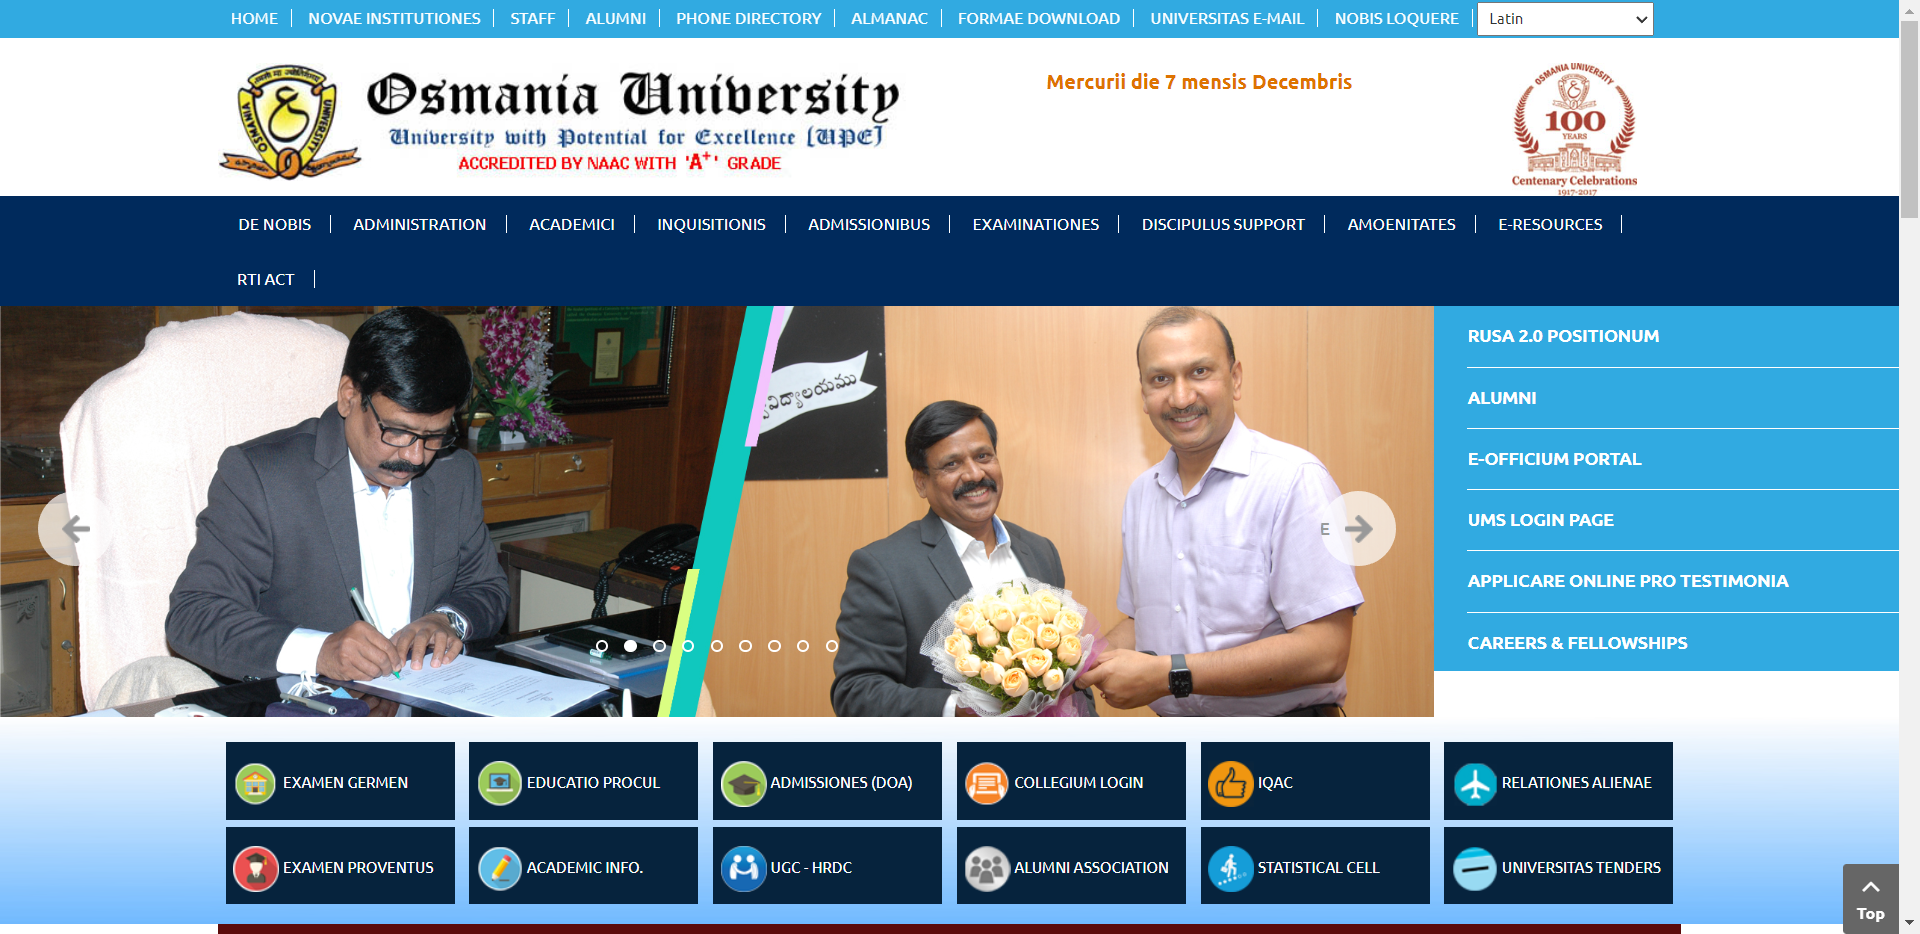 HOME NOVAE INSTITUTIONES STAFF ALUMNI PHONE DIRECTORY ALMANAC FORMAE DOWNLOAD UNIVERSITAS E-MAIL NOBIS LOQUERE Latin
Osmania University
University with Potential for Excellence [UPE]
ACCREDITED BY NAAC WITH 'A+' GRADE
Mercurii die 7 mensis Decembris
OSMANIA UNIVERSITY
100
YEARS
Centenary Celebrations
1917-2017
DE NOBIS ADMINISTRATION ACADEMICI INQUISITIONIS ADMISSIONIBUS EXAMINATIONES DISCIPULUS SUPPORT AMOENITATES E-RESOURCES
RTI ACT
RUSA 2.0 POSITIONUM
ALUMNI
E-OFFICIUM PORTAL
UMS LOGIN PAGE
APPLICARE ONLINE PRO TESTIMONIA
CAREERS & FELLOWSHIPS
E
EXAMEN GERMEN EDUCATIO PROCUL ADMISSIONES (DOA) COLLEGIUM LOGIN IQAC RELATIONES ALIENAE
EXAMEN PROVENTUS ACADEMIC INFO. UGC - HRDC ALUMNI ASSOCIATION STATISTICAL CELL UNIVERSITAS TENDERS
Top